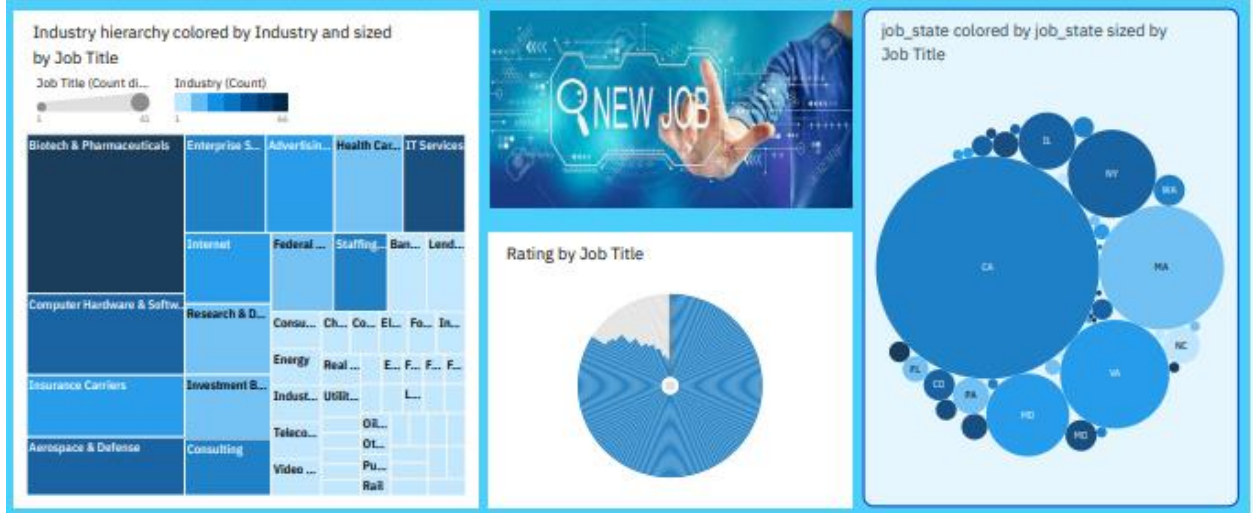 Industry hierarchy colored by Industry and sized
by Job Title
Job Title (Count di...
Industry (Count)
1
1
Biotech & Pharmaceuticals
Enterprise S...
Advertisin...
Health Car...
IT Services
Computer Hardware & Softw...
Internet
Federal ...
Staffing...
Ban...
Lend...
Research & D...
Consu...
Ch...
Co...
El...
Fo...
In...
Energy
Real ...
E...
F...
F...
F...
Insurance Carriers
Investment B...
Indust...
Utilit...
L...
Aerospace & Defense
Consulting
Teleco...
Oil...
Ot...
Video ...
Pu...
Rail
NEW JOB
Rating by Job Title
job_state colored by job_state sized by
Job Title
IL
NY
WA
CA
MA
NC
FL
CO
PA
VA
MD
MO